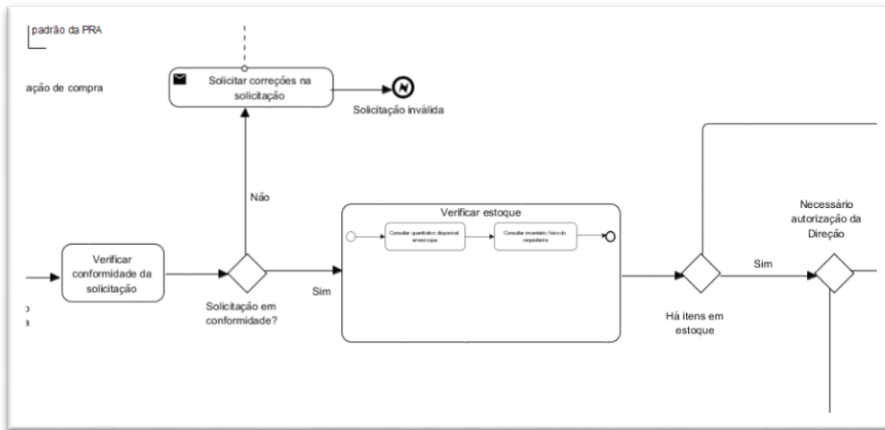 padrão da PRA
ação de compra
Solicitar correções na
solicitação
Solicitação inválida
Não
Verificar
conformidade da
solicitação
Solicitação em
conformidade?
Sim
Verificar estoque
Consultar quantitativo disponível
em estoque
Consultar inventário físico do
requisitante
Há itens em
estoque
Sim
Necessário
autorização da
Direção